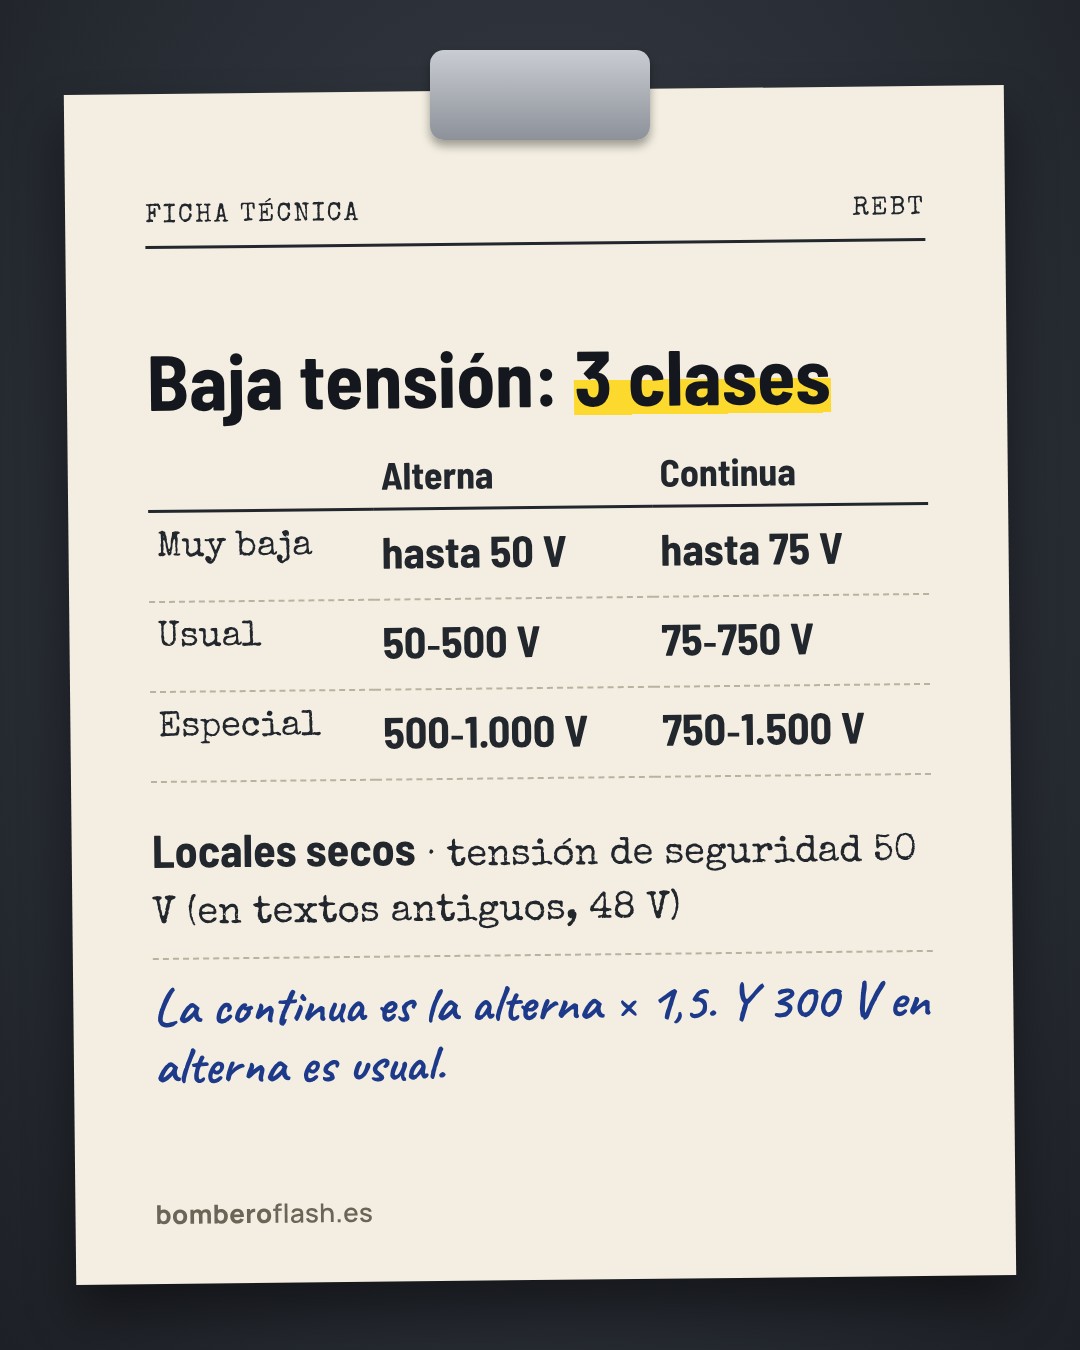 FICHA TÉCNICA REBT
Baja tensión: 3 clases
Alterna Continua
Muy baja hasta 50 V hasta 75 V
Usual 50-500 V 75-750 V
Especial 500-1.000 V 750-1.500 V
Locales secos · tensión de seguridad 50
V (en textos antiguos, 48 V)
La continua es la alterna × 1,5. Y 300 V en
alterna es usual.
bomberoflash.es